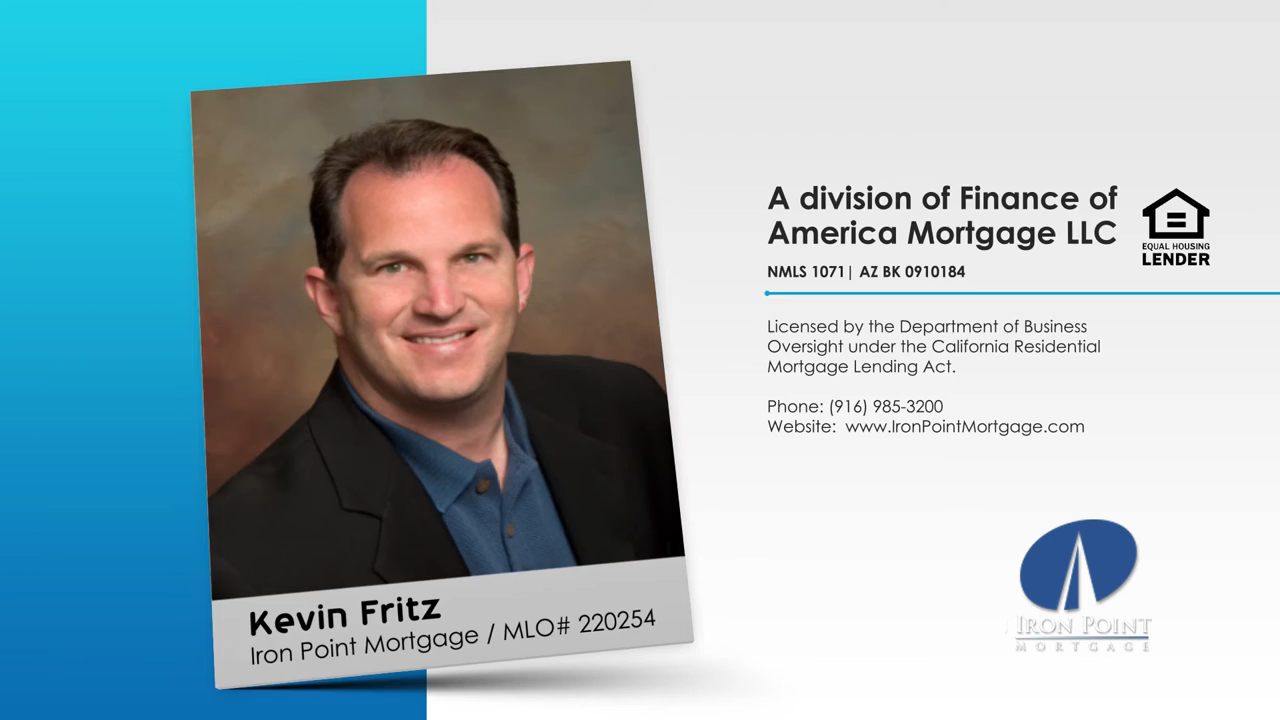 A division of Finance of
America Mortgage LLC
EQUAL HOUSING
LENDER
NMLS 1071| AZ BK 0910184
Licensed by the Department of Business
Oversight under the California Residential
Mortgage Lending Act.
Phone: (916) 985-3200
Website: www.IronPointMortgage.com
Kevin Fritz
Iron Point Mortgage / MLO# 220254
IRON POINT
MORTGAGE